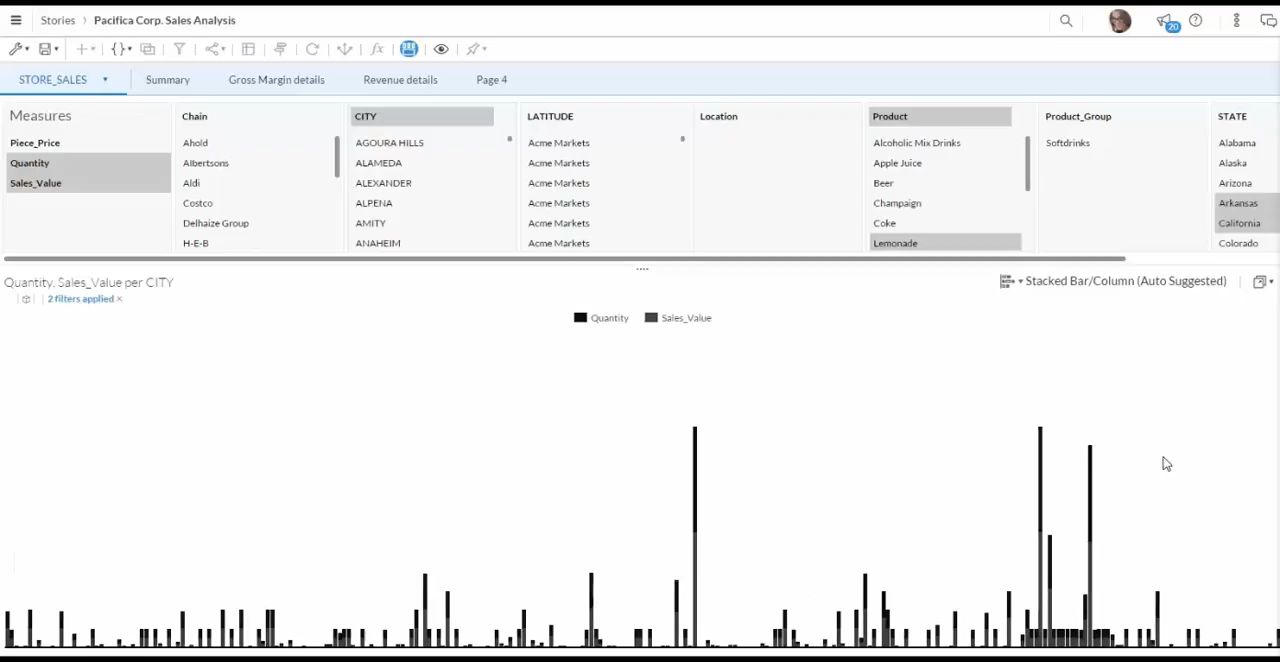 Stories › Pacifica Corp. Sales Analysis
20
STORE_SALES Summary Gross Margin details Revenue details Page 4
Measures Chain CITY LATITUDE Location Product Product_Group STATE
Piece_Price Ahold AGOURA HILLS Acme Markets Alcoholic Mix Drinks Softdrinks Alabama
Quantity Albertsons ALAMEDA Acme Markets Apple Juice Alaska
Sales_Value Aldi ALEXANDER Acme Markets Beer Arizona
Costco ALPENA Acme Markets Champaign Arkansas
Delhaize Group AMITY Acme Markets Coke California
H-E-B ANAHEIM Acme Markets Lemonade Colorado
Quantity, Sales_Value per CITY Stacked Bar/Column (Auto Suggested)
2 filters applied ×
Quantity Sales_Value